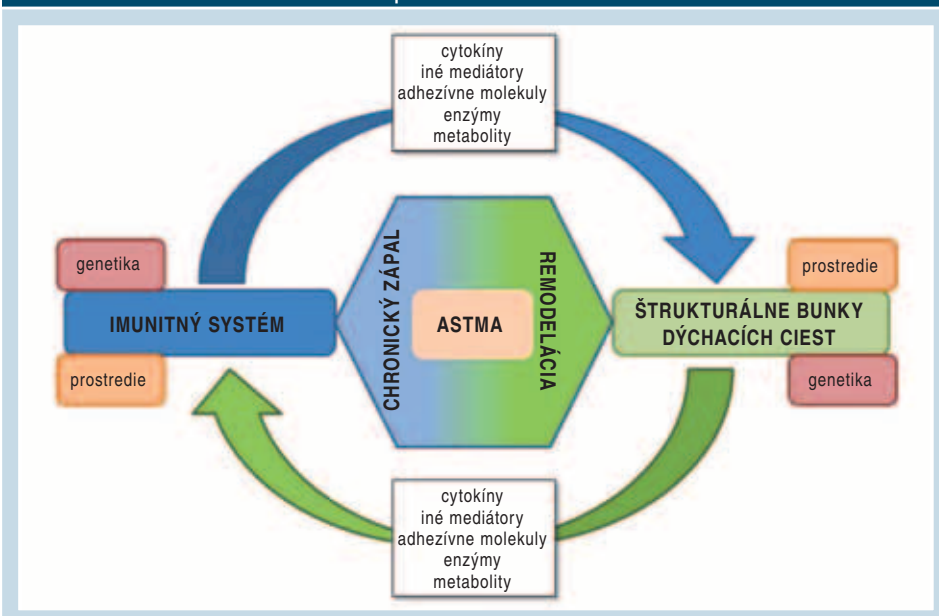 cytokíny
iné mediátory
adhezívne molekuly
enzýmy
metabolity
genetika
IMUNITNÝ SYSTÉM
prostredie
CHRONICKÝ ZÁPAL
ASTMA
REMODELÁCIA
prostredie
ŠTRUKTURÁLNE BUNKY
DÝCHACÍCH CIEST
genetika
cytokíny
iné mediátory
adhezívne molekuly
enzýmy
metabolity